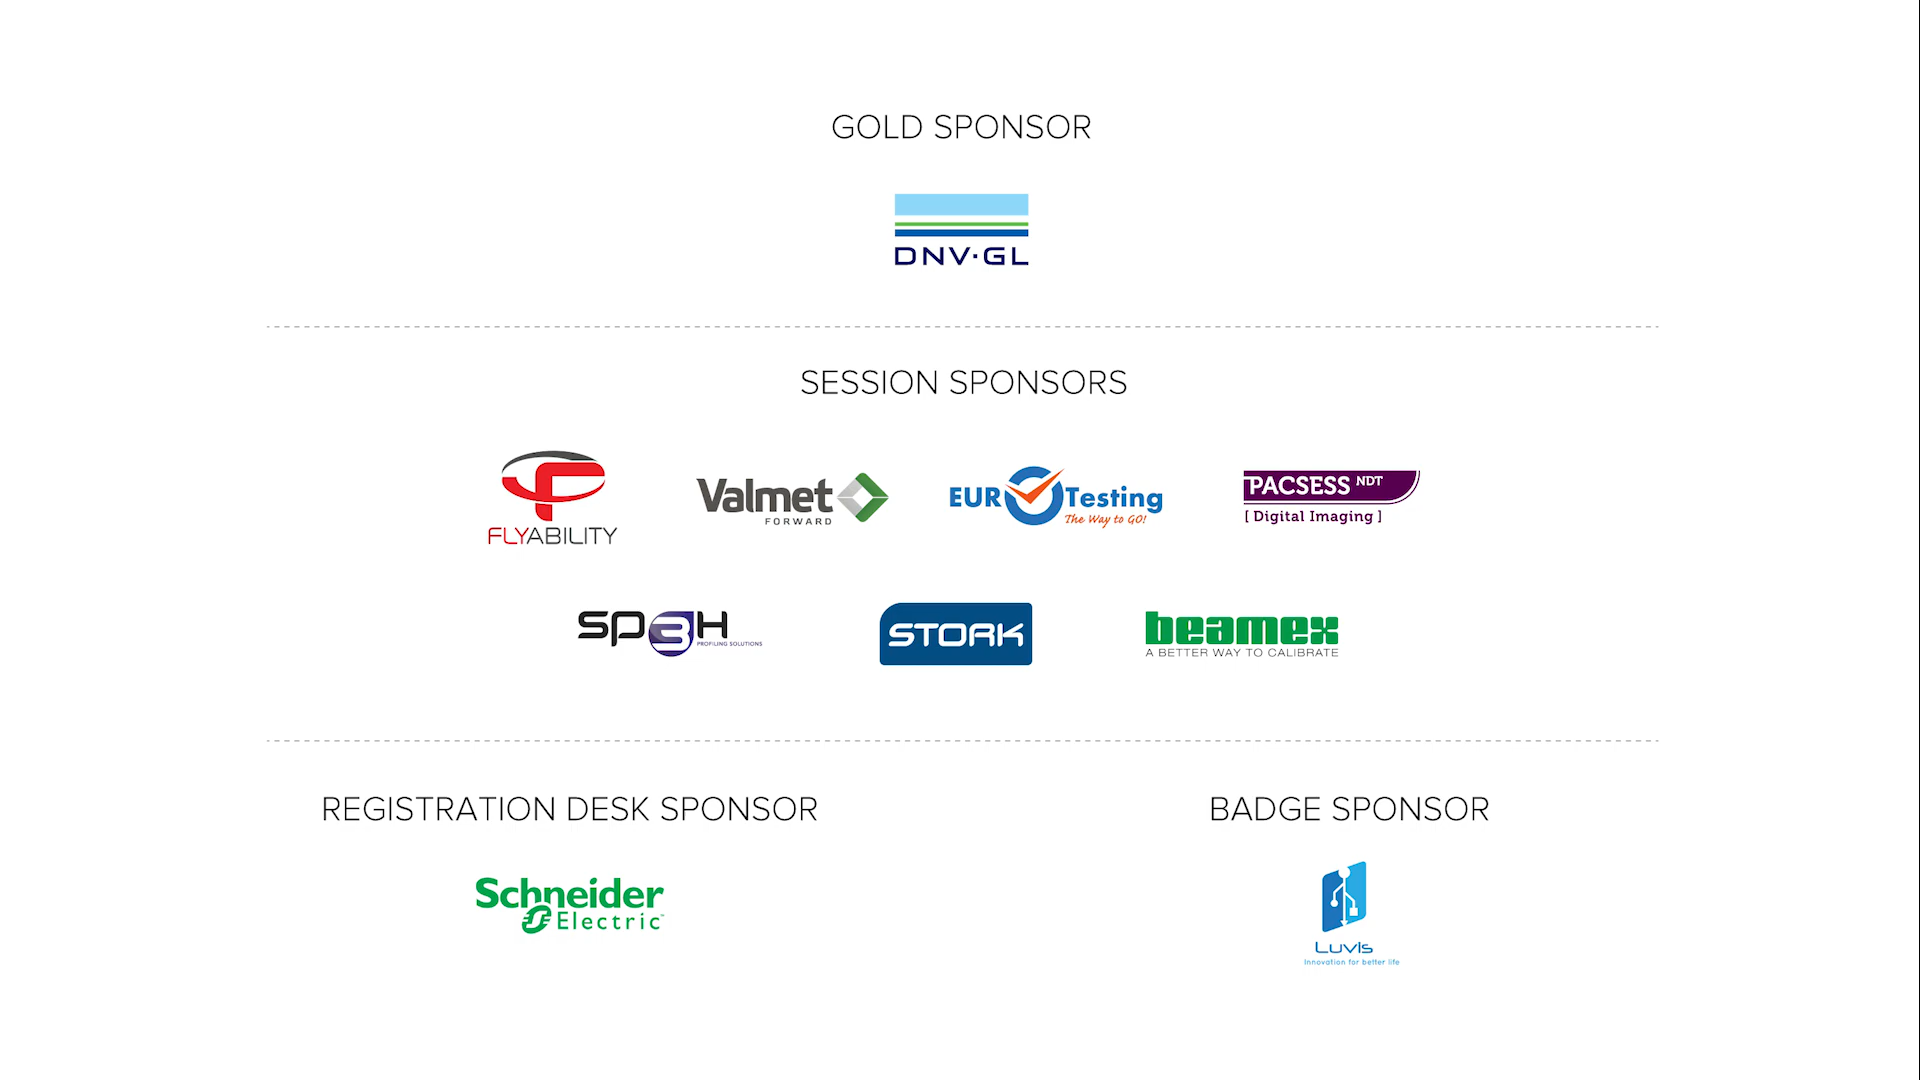 GOLD SPONSOR
DNV·GL
SESSION SPONSORS
FLYABILITY
Valmet
FORWARD
EUR Testing
The Way to GO!
PACSESS NDT
[ Digital Imaging ]
SP3H
PROFILING SOLUTIONS
STORK
beamex
A BETTER WAY TO CALIBRATE
REGISTRATION DESK SPONSOR
BADGE SPONSOR
Schneider
Electric™
Luvis
Innovation for better life